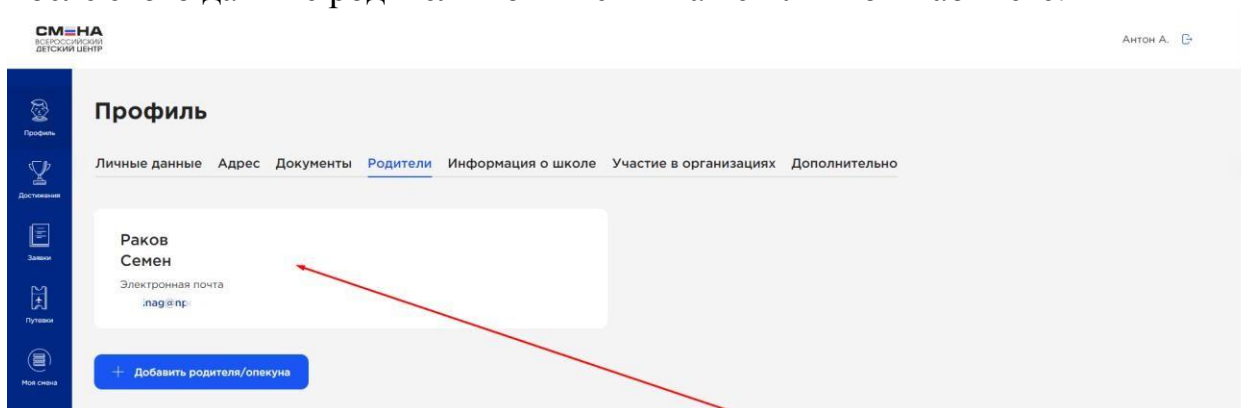 СМЕНА
ВСЕРОССИЙСКИЙ
ДЕТСКИЙ ЦЕНТР
Антон А.
Профиль
Профиль
Личные данные Адрес Документы Родители Информация о школе Участие в организациях Дополнительно
Достижения
Раков
Семен
Заявки
Электронная почта
Путевки
+ Добавить родителя/опекуна
Моя смена